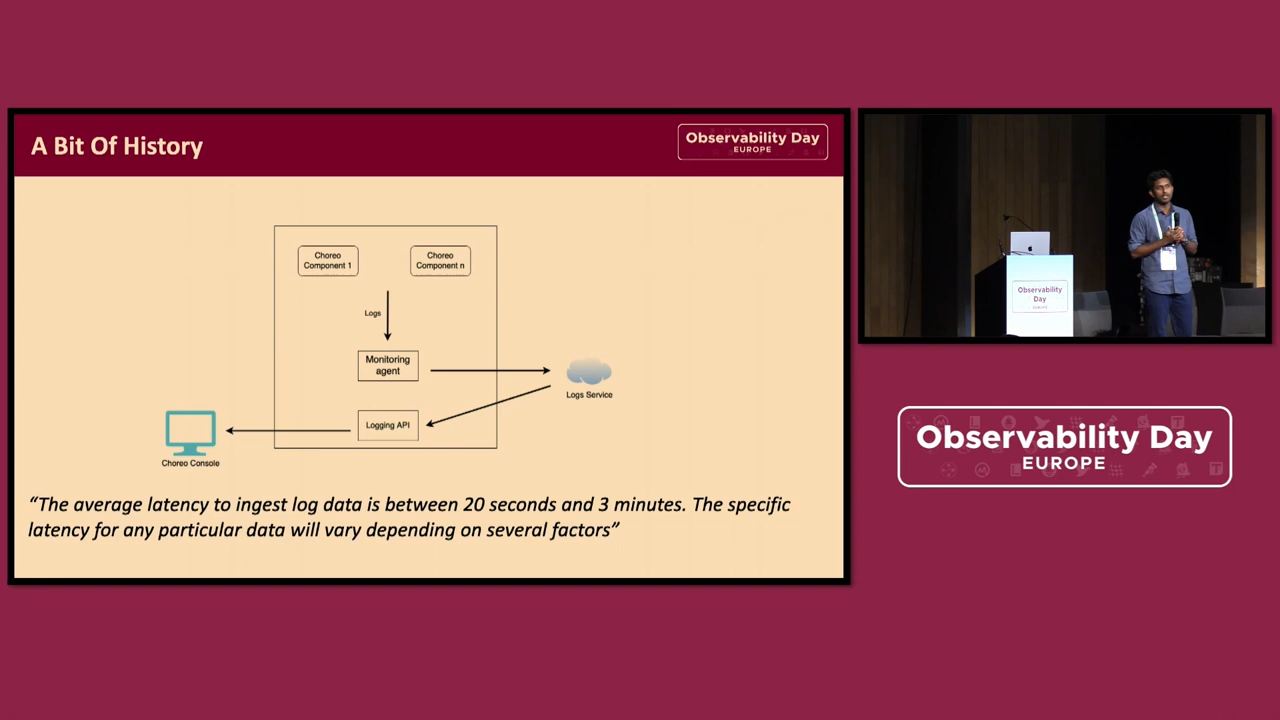 A Bit Of History
Observability Day
EUROPE
Choreo
Component 1
Choreo
Component n
Logs
Monitoring
agent
Logs Service
Logging API
Choreo Console
“The average latency to ingest log data is between 20 seconds and 3 minutes. The specific
latency for any particular data will vary depending on several factors”
Observability
Day
EUROPE
Observability Day
EUROPE